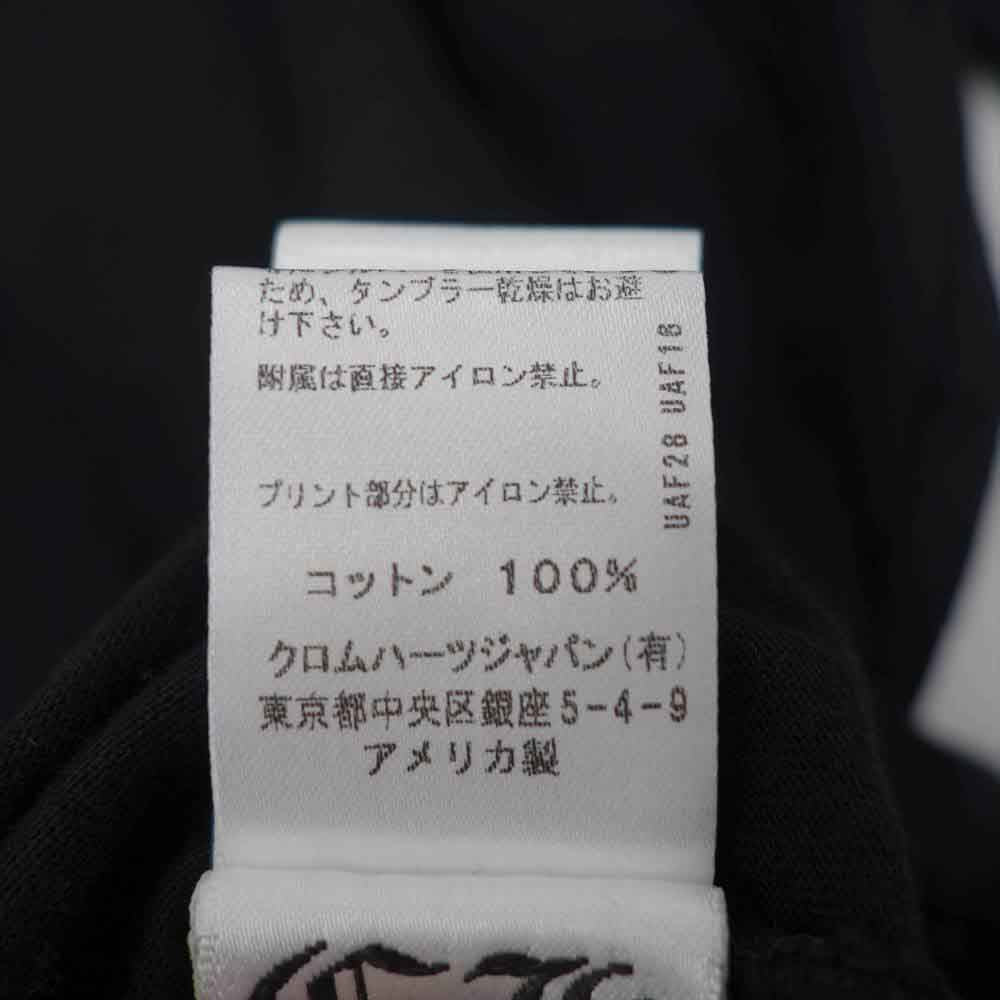 ため、タンブラー乾燥はお避
け下さい。
附属は直接アイロン禁止。
プリント部分はアイロン禁止。
コットン 100%
クロムハーツジャパン(有)
東京都中央区銀座5-4-9
アメリカ製
UAF28 UAF18